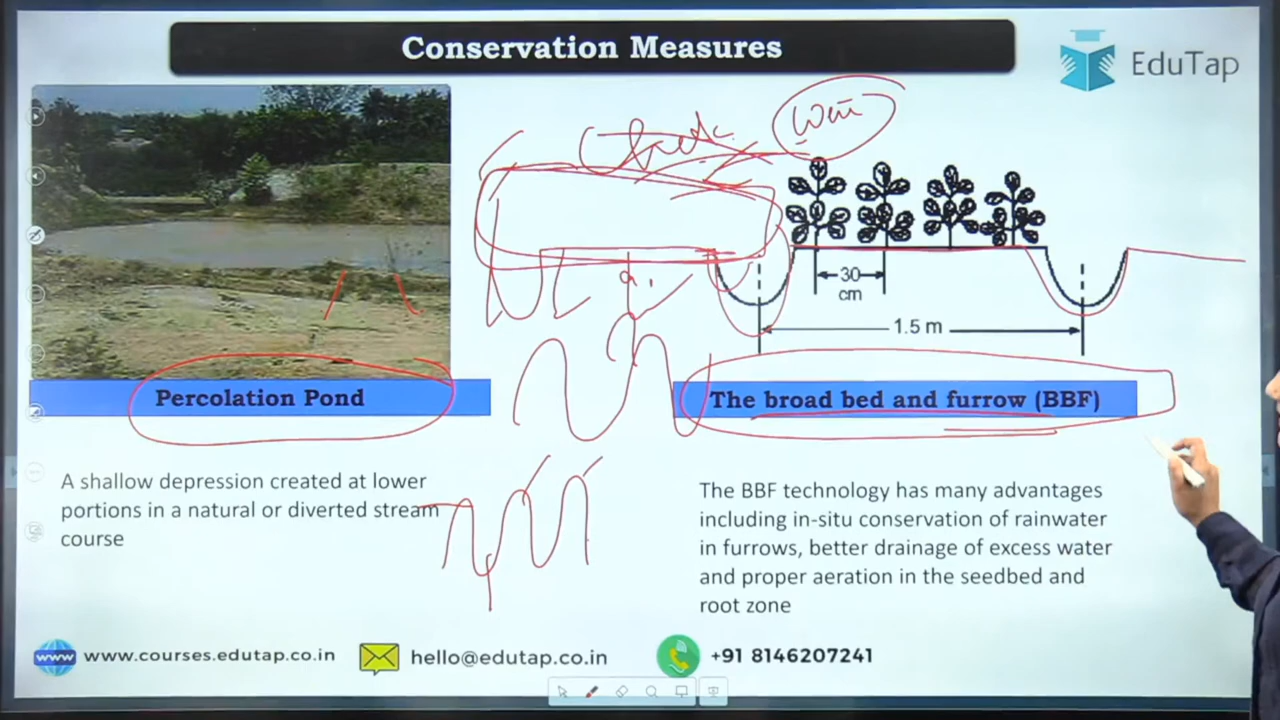 Conservation Measures
EduTap
Check
Weir
30
cm
1.5 m
Percolation Pond
The broad bed and furrow (BBF)
A shallow depression created at lower
portions in a natural or diverted stream
course
The BBF technology has many advantages
including in-situ conservation of rainwater
in furrows, better drainage of excess water
and proper aeration in the seedbed and
root zone
www
www.courses.edutap.co.in
hello@edutap.co.in
+91 8146207241